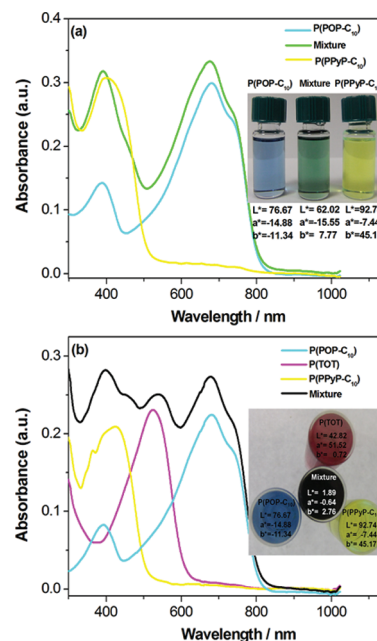 (a)
P(POP-C10)
Mixture
P(PPyP-C10)
P(POP-C10) Mixture P(PPyP-C
L*= 76.67 L*= 62.02 L*=92.7
a*=-14.88 a*=-15.55 a*=-7.44
b*=-11.34 b*= 7.77 b*=45.1
0.4
0.3
0.2
0.1
0.0
Absorbance (a.u.)
400 600 800 1000
Wavelength / nm
(b)
P(POP-C10)
P(TOT)
P(PPyP-C10)
Mixture
P(TOT)
L*= 42.82
a*= 51.52
b*= 0.72
Mixture
L*= 1.89
a*=-0.64
b*= 2.76
P(POP-C10)
L*=76.67
a*=-14.88
b*=-11.34
P(PPyP-C
L*= 92.74
a*=-7.44
b*= 45.17
0.3
0.2
0.1
0.0
Absorbance (a.u.)
400 600 800 1000
Wavelength / nm